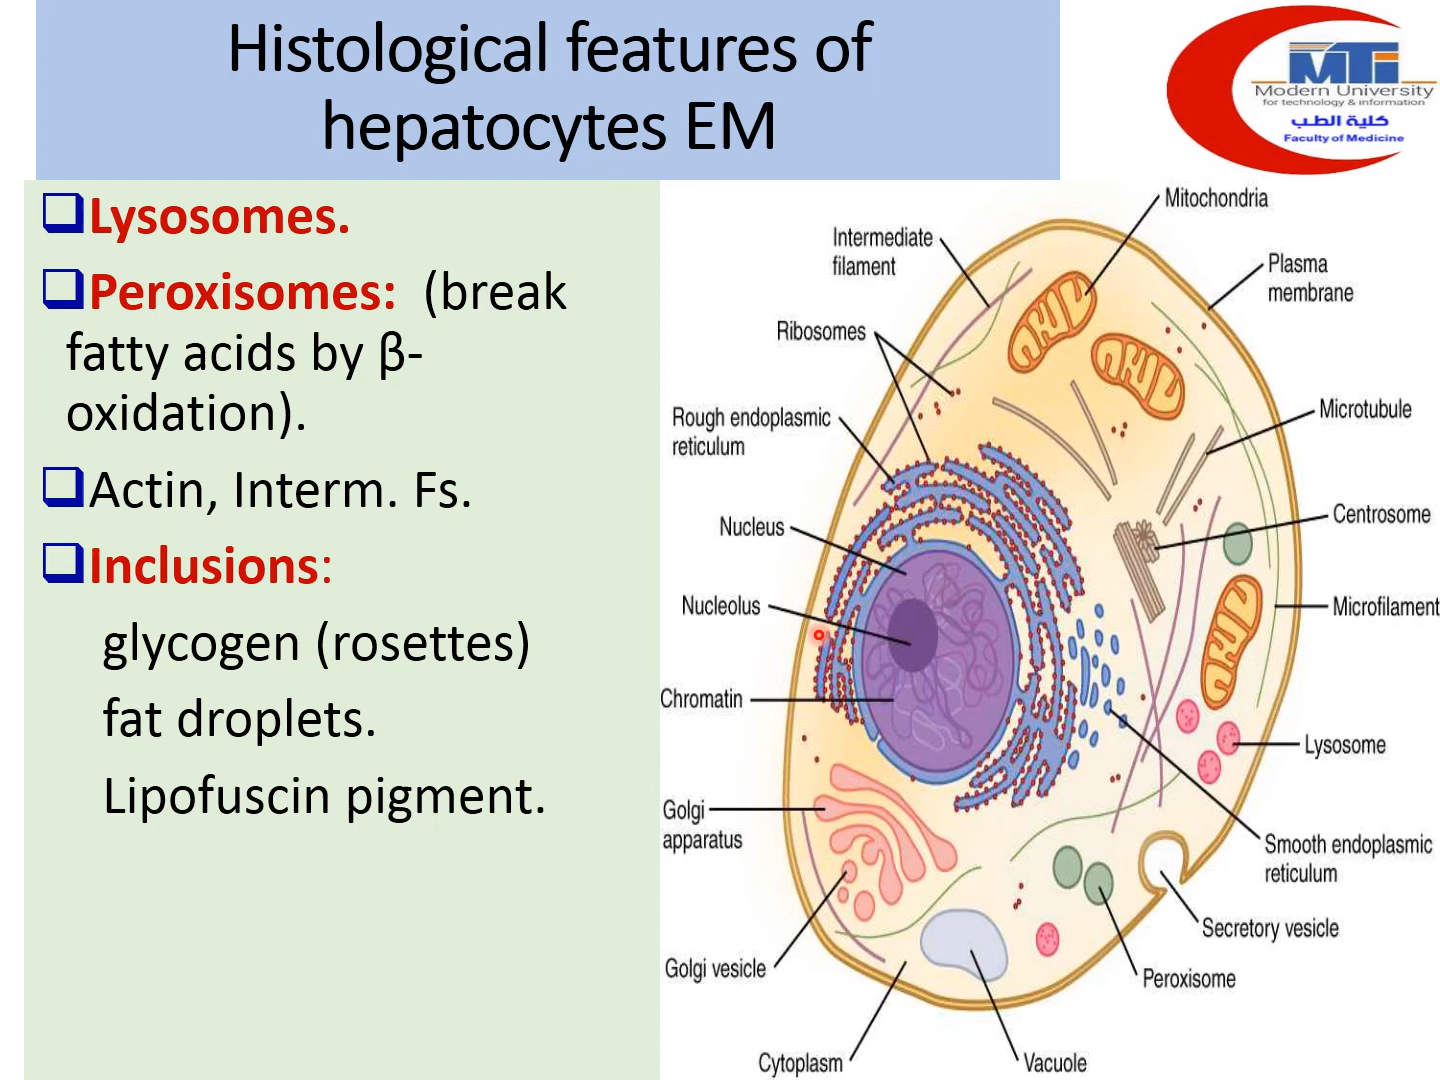 Histological features of
hepatocytes EM
MTi
Modern University
for technology & information
كلية الطب
Faculty of Medicine
Lysosomes.
Peroxisomes: (break
fatty acids by β-
oxidation).
Actin, Interm. Fs.
Inclusions:
glycogen (rosettes)
fat droplets.
Lipofuscin pigment.
Mitochondria
Intermediate
filament
Plasma
membrane
Ribosomes
Rough endoplasmic
reticulum
Microtubule
Nucleus
Centrosome
Nucleolus
Microfilament
Chromatin
Lysosome
Golgi
apparatus
Smooth endoplasmic
reticulum
Secretory vesicle
Golgi vesicle
Peroxisome
Cytoplasm
Vacuole